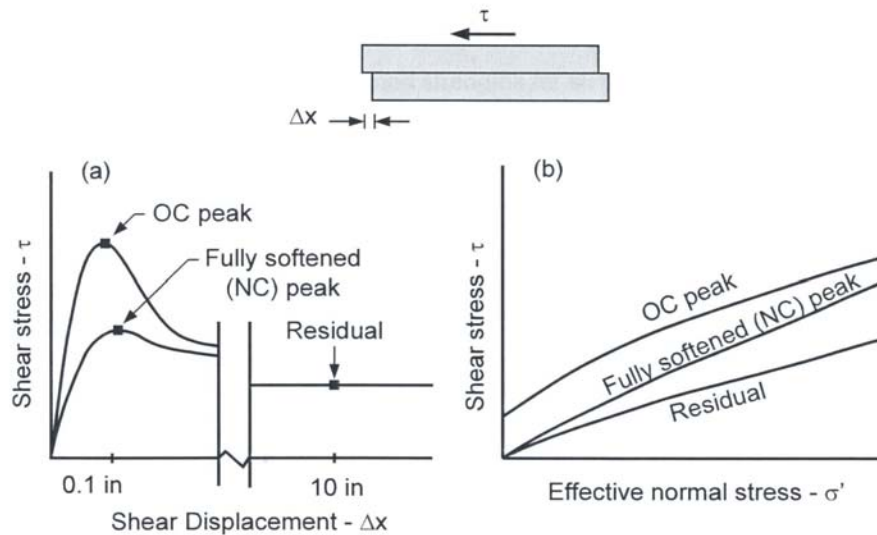 τ
Δx
(a)
OC peak
Fully softened
(NC) peak
Residual
Shear stress - τ
0.1 in
10 in
Shear Displacement - Δx
(b)
OC peak
Fully softened (NC) peak
Residual
Shear stress - τ
Effective normal stress - σ'